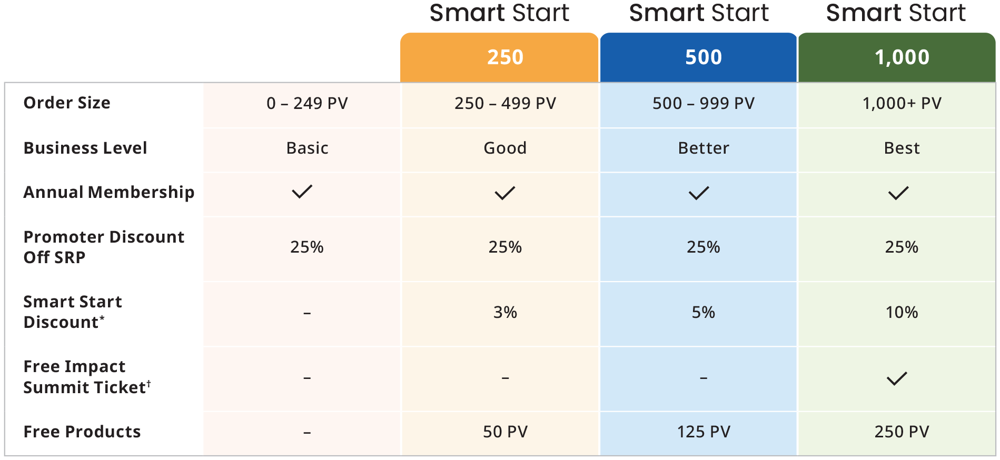 Smart Start Smart Start Smart Start
250 500 1,000
Order Size 0 – 249 PV 250 – 499 PV 500 – 999 PV 1,000+ PV
Business Level Basic Good Better Best
Annual Membership ✓ ✓ ✓ ✓
Promoter Discount
Off SRP 25% 25% 25% 25%
Smart Start
Discount* – 3% 5% 10%
Free Impact
Summit Ticket† – – – ✓
Free Products – 50 PV 125 PV 250 PV